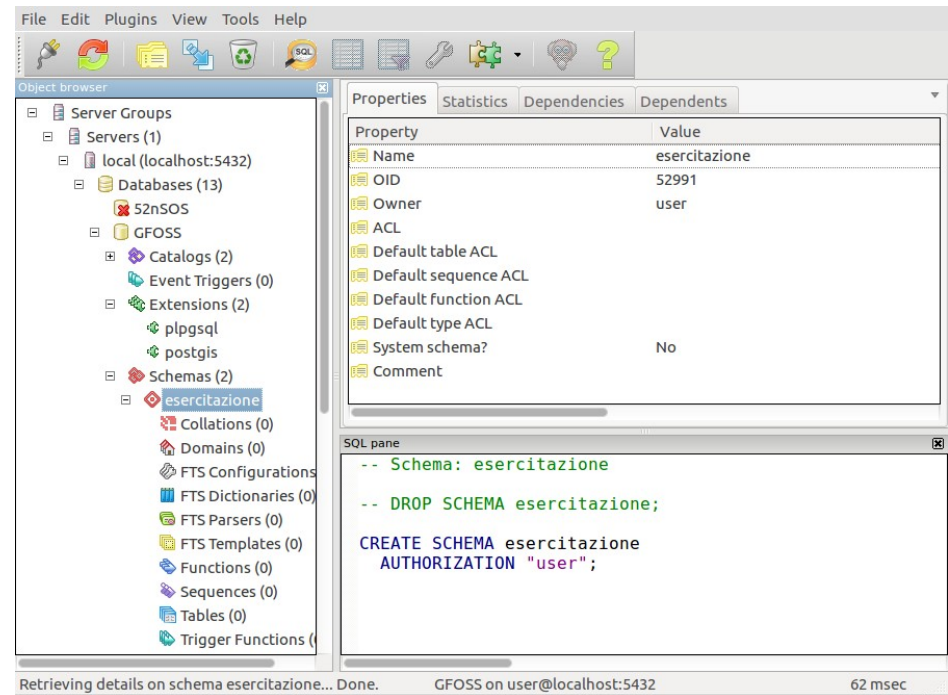 File Edit Plugins View Tools Help
SQL
Object browser
Server Groups
Servers (1)
local (localhost:5432)
Databases (13)
52nSOS
GFOSS
Catalogs (2)
Event Triggers (0)
Extensions (2)
plpgsql
postgis
Schemas (2)
esercitazione
Collations (0)
Domains (0)
FTS Configurations
FTS Dictionaries (0)
FTS Parsers (0)
FTS Templates (0)
Functions (0)
Sequences (0)
Tables (0)
Trigger Functions (
Properties Statistics Dependencies Dependents
Property Value
Name esercitazione
OID 52991
Owner user
ACL
Default table ACL
Default sequence ACL
Default function ACL
Default type ACL
System schema? No
Comment
SQL pane
-- Schema: esercitazione
-- DROP SCHEMA esercitazione;
CREATE SCHEMA esercitazione
AUTHORIZATION "user";
Retrieving details on schema esercitazione... Done. GFOSS on user@localhost:5432 62 msec